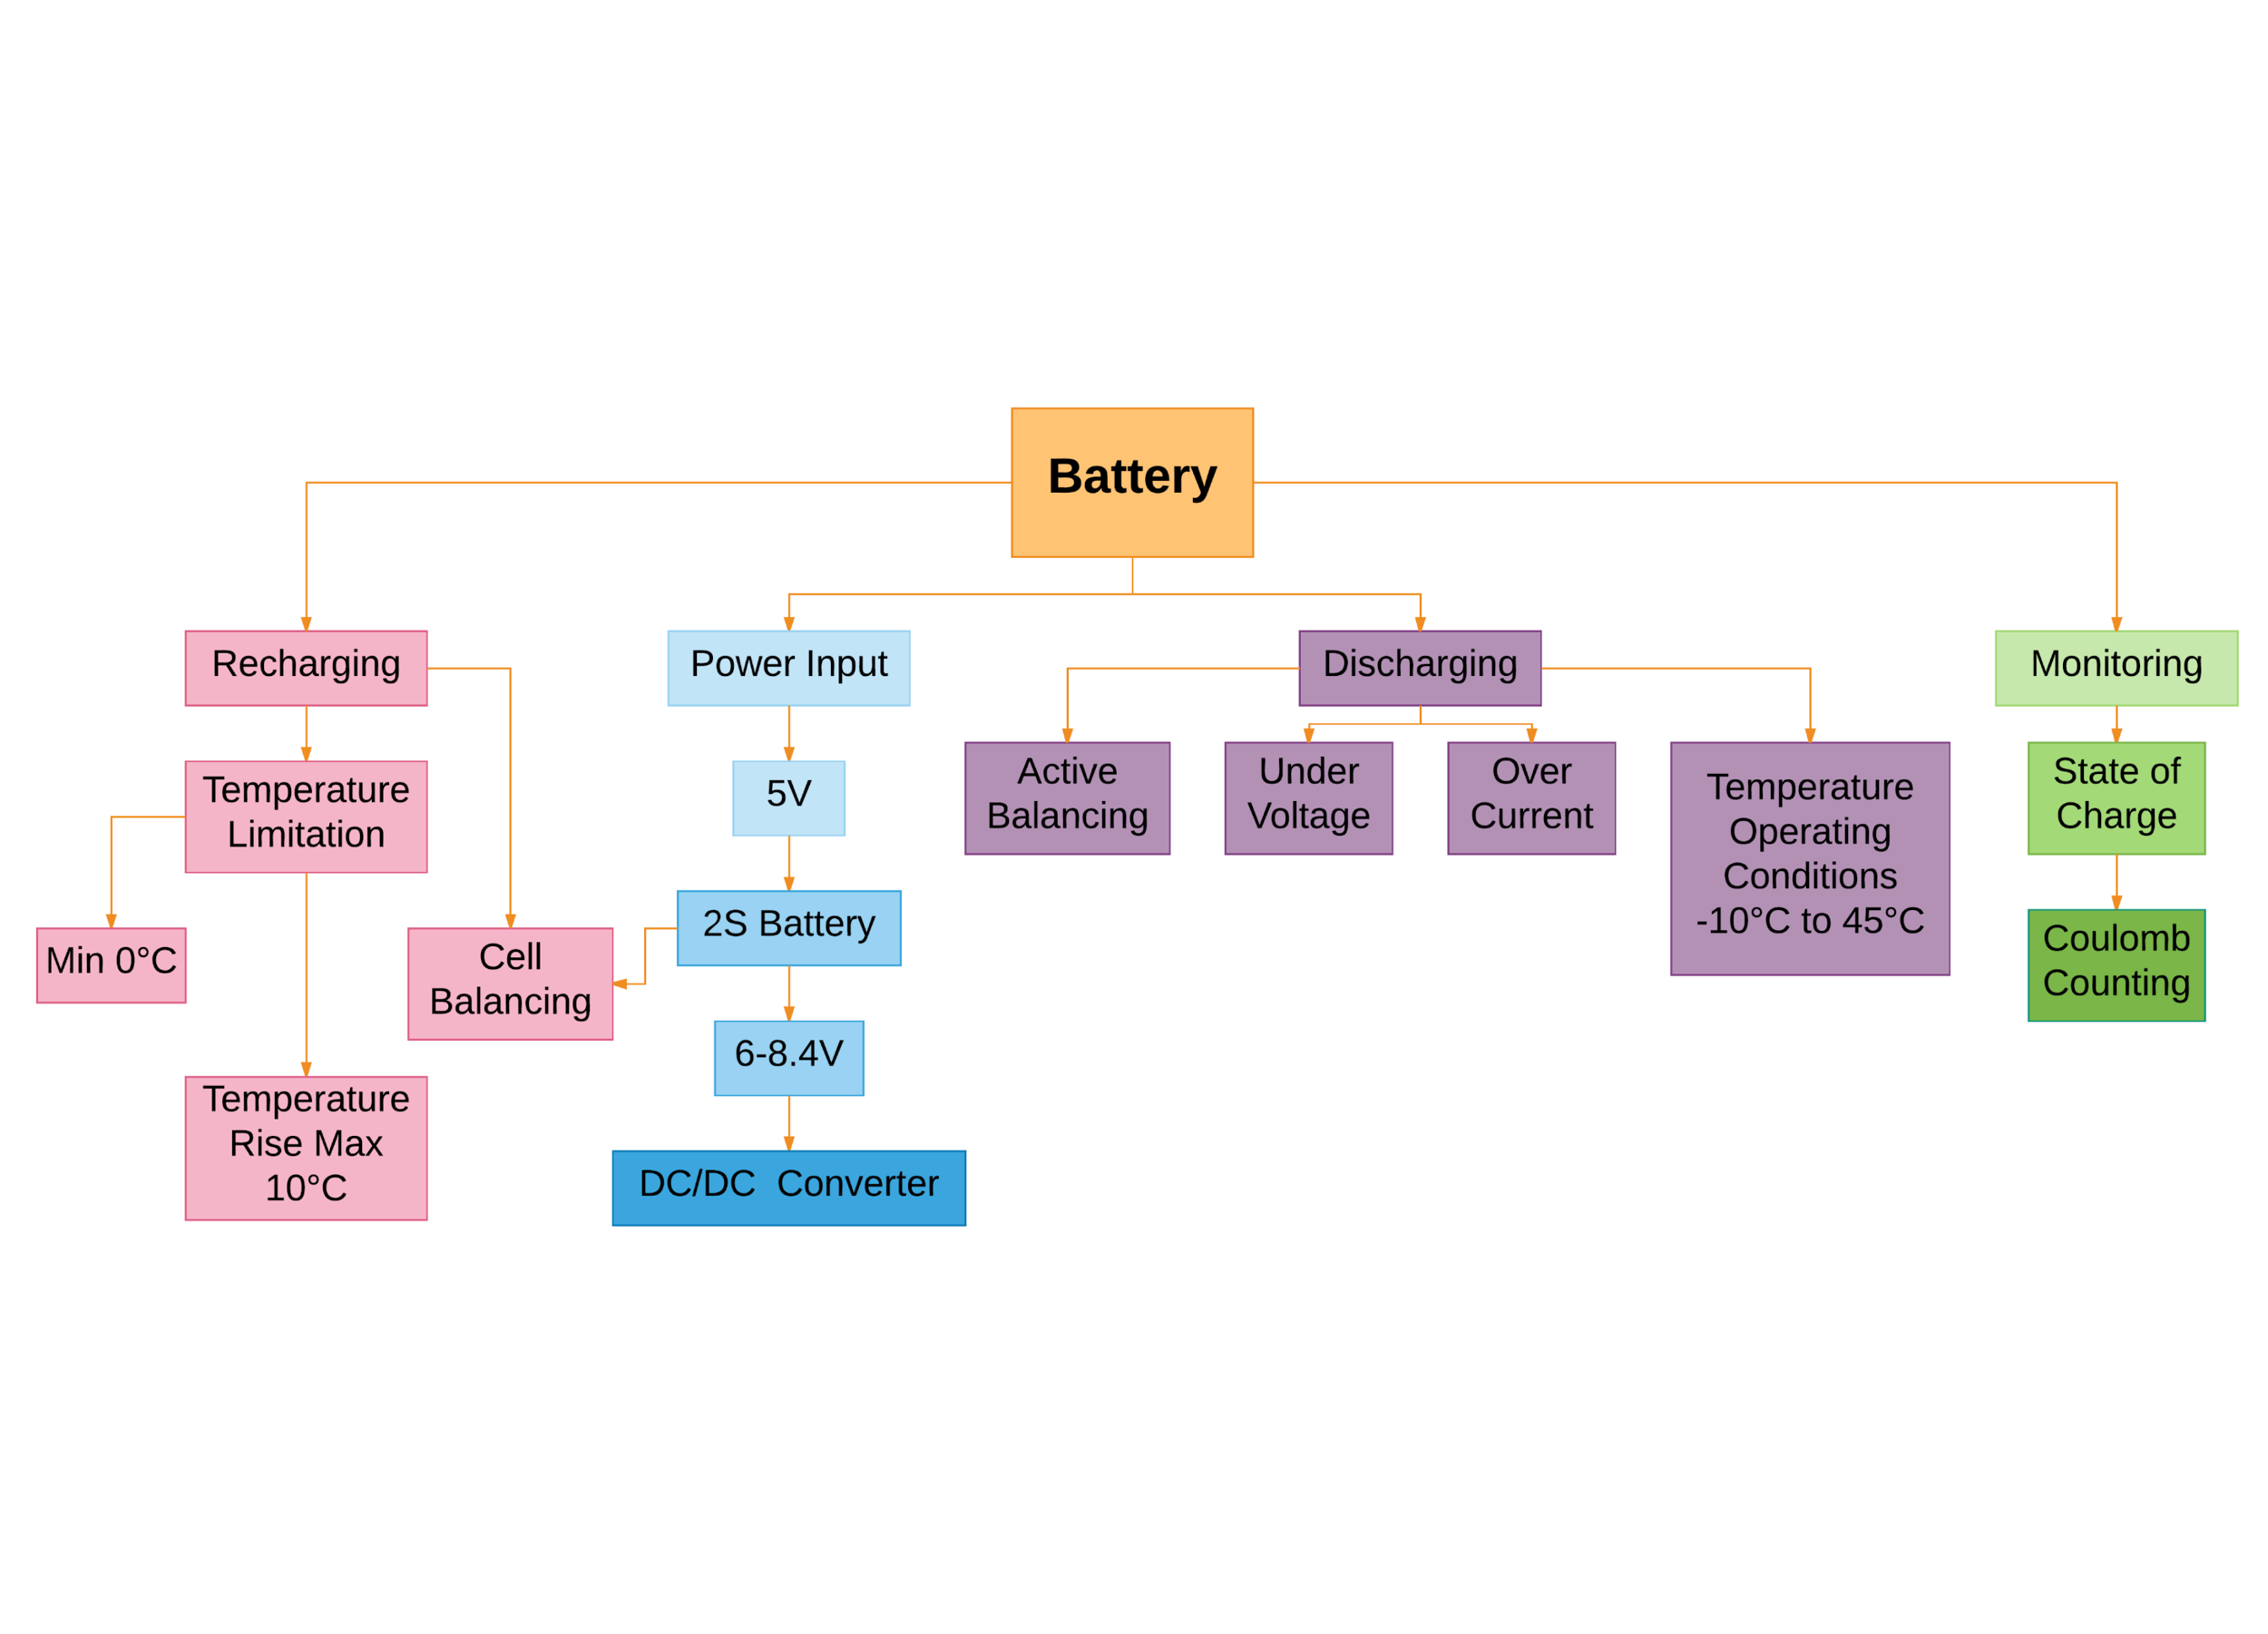 Battery
Recharging
Power Input
Discharging
Monitoring
Temperature
Limitation
5V
Active
Balancing
Under
Voltage
Over
Current
Temperature
Operating
Conditions
-10°C to 45°C
State of
Charge
Min 0°C
Cell
Balancing
2S Battery
Coulomb
Counting
6-8.4V
Temperature
Rise Max
10°C
DC/DC  Converter